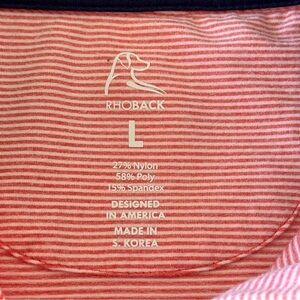 RHOBACK
L
27% Nylon
58% Poly
15% Spandex
DESIGNED
IN AMERICA
MADE IN
S. KOREA